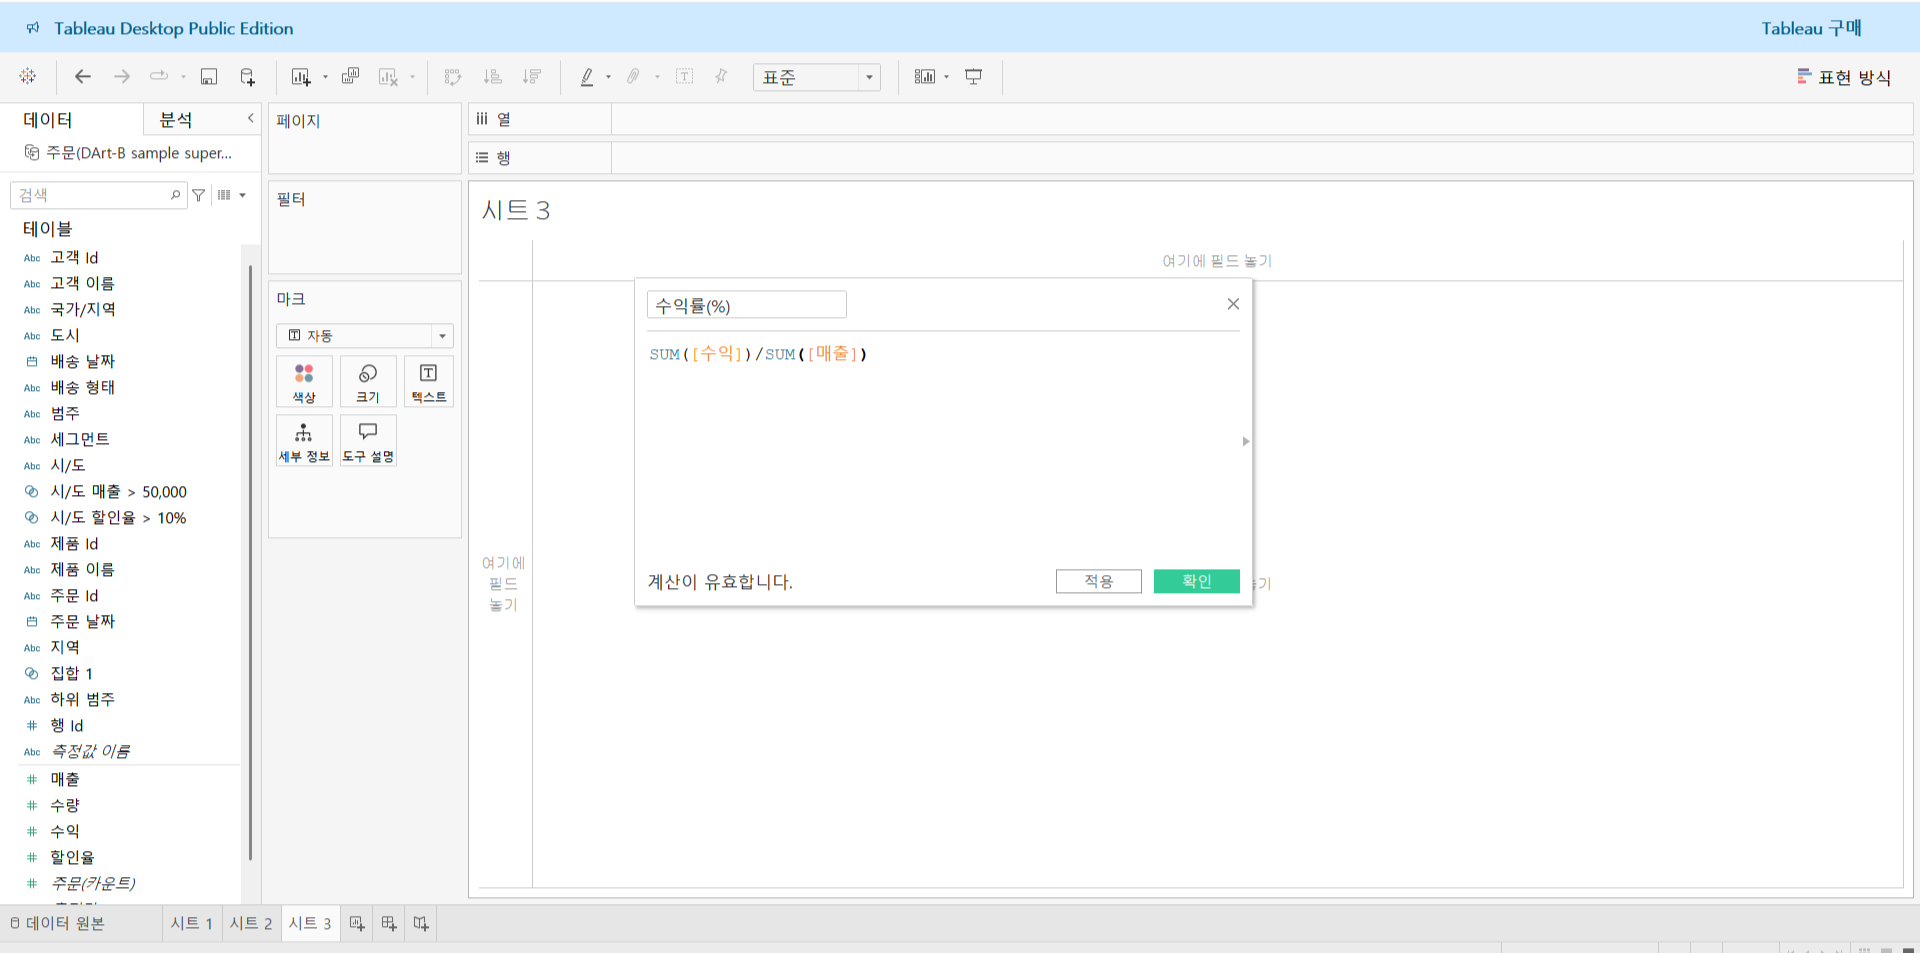 Tableau Desktop Public Edition
Tableau 구매
표준
표현 방식
데이터
분석
주문(DArt-B sample super...
검색
테이블
Abc 고객 Id
Abc 고객 이름
Abc 국가/지역
Abc 도시
배송 날짜
Abc 배송 형태
Abc 범주
Abc 세그먼트
Abc 시/도
시/도 매출 > 50,000
시/도 할인율 > 10%
Abc 제품 Id
Abc 제품 이름
Abc 주문 Id
주문 날짜
Abc 지역
집합 1
Abc 하위 범주
# 행 Id
Abc 측정값 이름
# 매출
# 수량
# 수익
# 할인율
# 주문(카운트)
페이지
필터
마크
자동
색상
크기
텍스트
세부 정보
도구 설명
열
행
시트 3
여기에 필드 놓기
여기에
필드
놓기
수익률(%)
SUM([수익])/SUM([매출])
계산이 유효합니다.
적용
확인
데이터 원본
시트 1
시트 2
시트 3